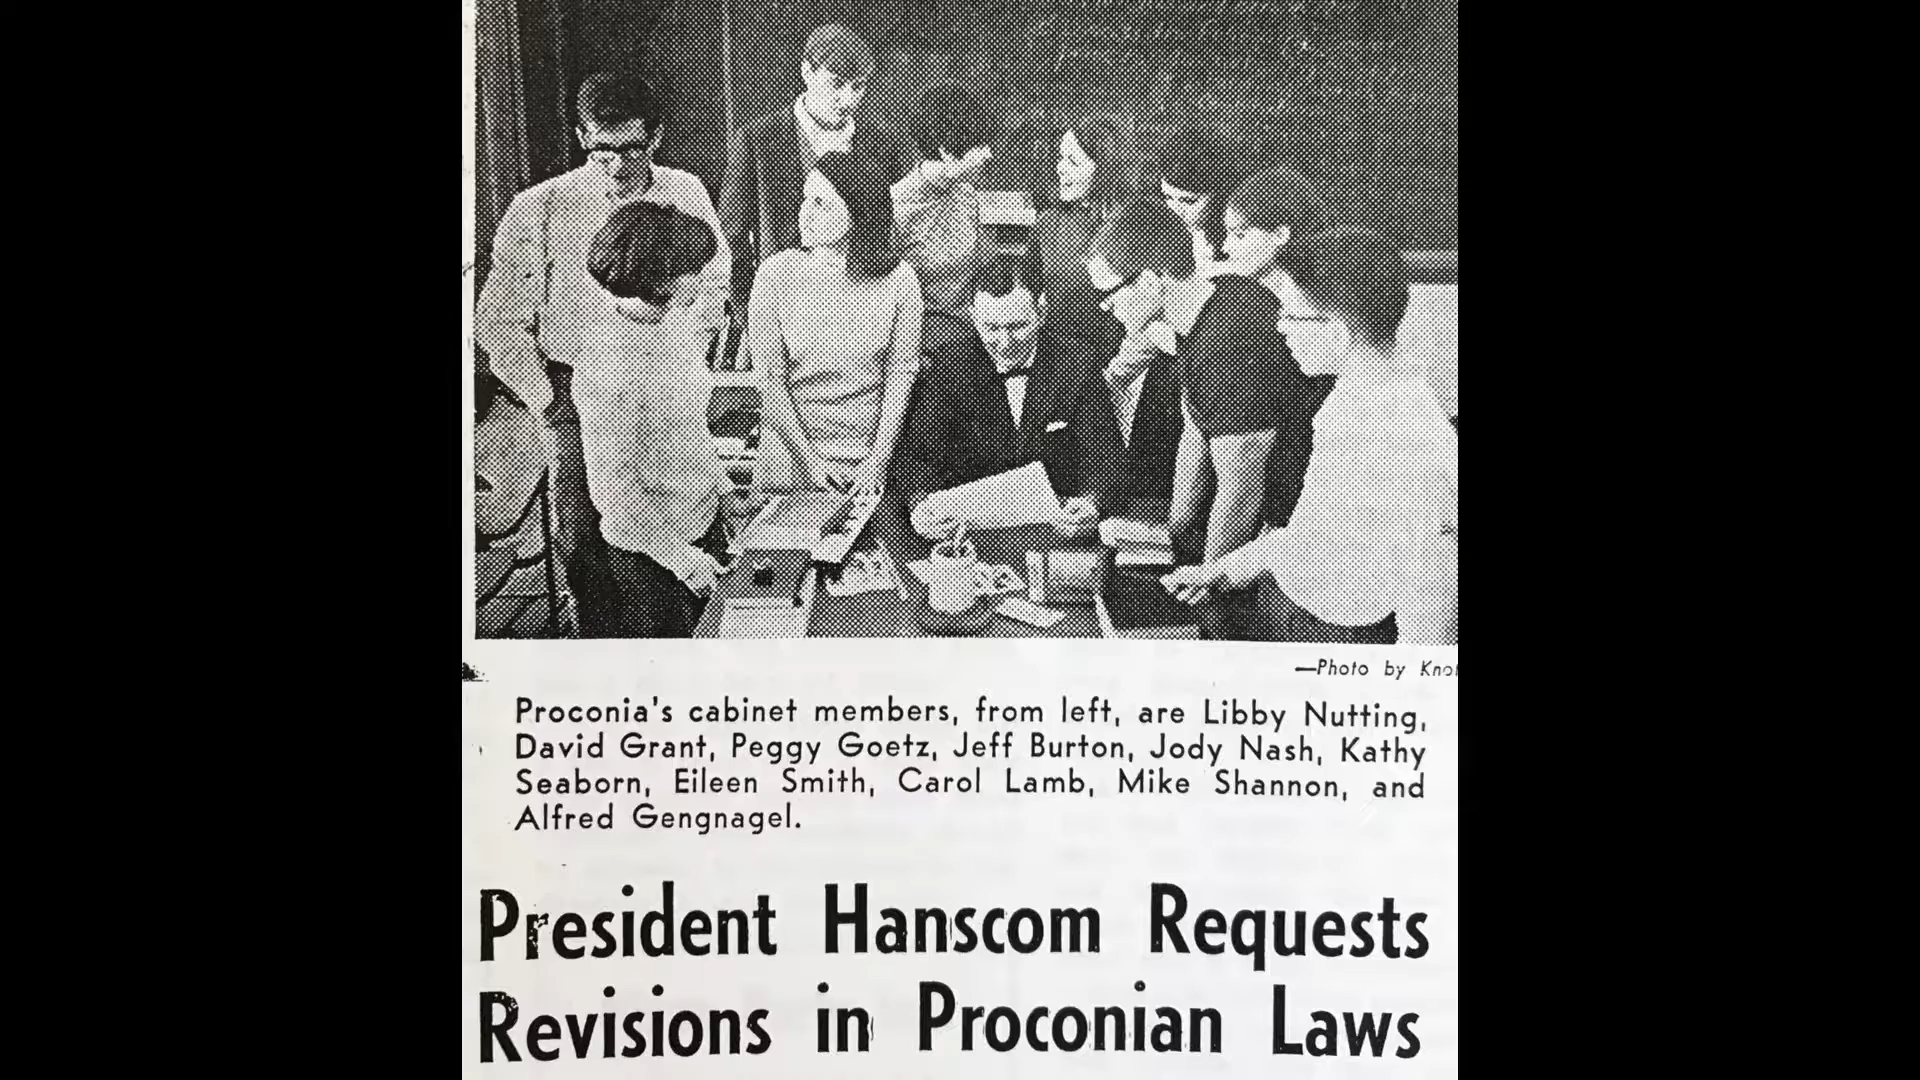 —Photo by
Proconia's cabinet members, from left, are Libby Nutting,
David Grant, Peggy Goetz, Jeff Burton, Jody Nash, Kathy
Seaborn, Eileen Smith, Carol Lamb, Mike Shannon, and
Alfred Gengnagel.
President Hanscom Requests
Revisions in Proconian Laws